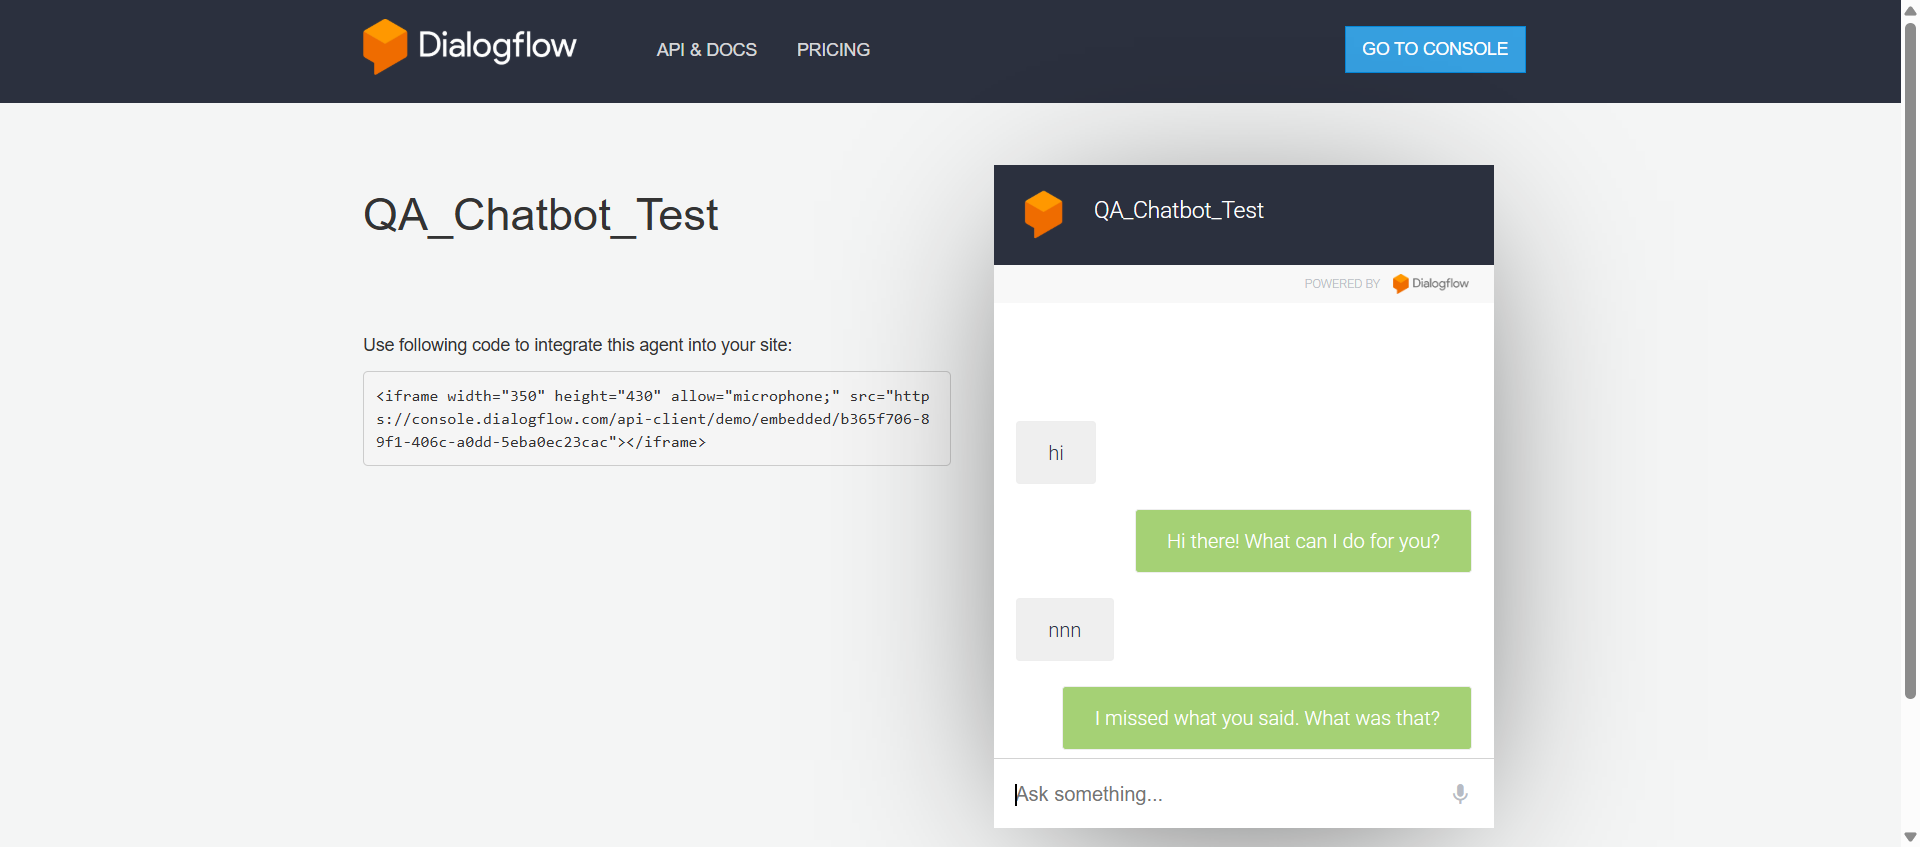 Dialogflow
API & DOCS
PRICING
GO TO CONSOLE
QA_Chatbot_Test
Use following code to integrate this agent into your site:
<iframe width="350" height="430" allow="microphone;" src="http
s://console.dialogflow.com/api-client/demo/embedded/b365f706-8
9f1-406c-a0dd-5eba0ec23cac"></iframe>
QA_Chatbot_Test
POWERED BY Dialogflow
hi
Hi there! What can I do for you?
nnn
I missed what you said. What was that?
Ask something...